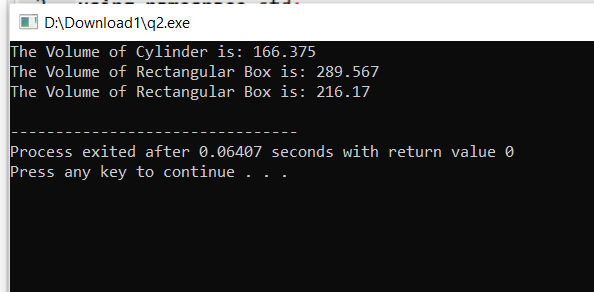 using namespace std;
D:\Download1\q2.exe
The Volume of Cylinder is: 166.375
The Volume of Rectangular Box is: 289.567
The Volume of Rectangular Box is: 216.17
--------------------------------
Process exited after 0.06407 seconds with return value 0
Press any key to continue . . .